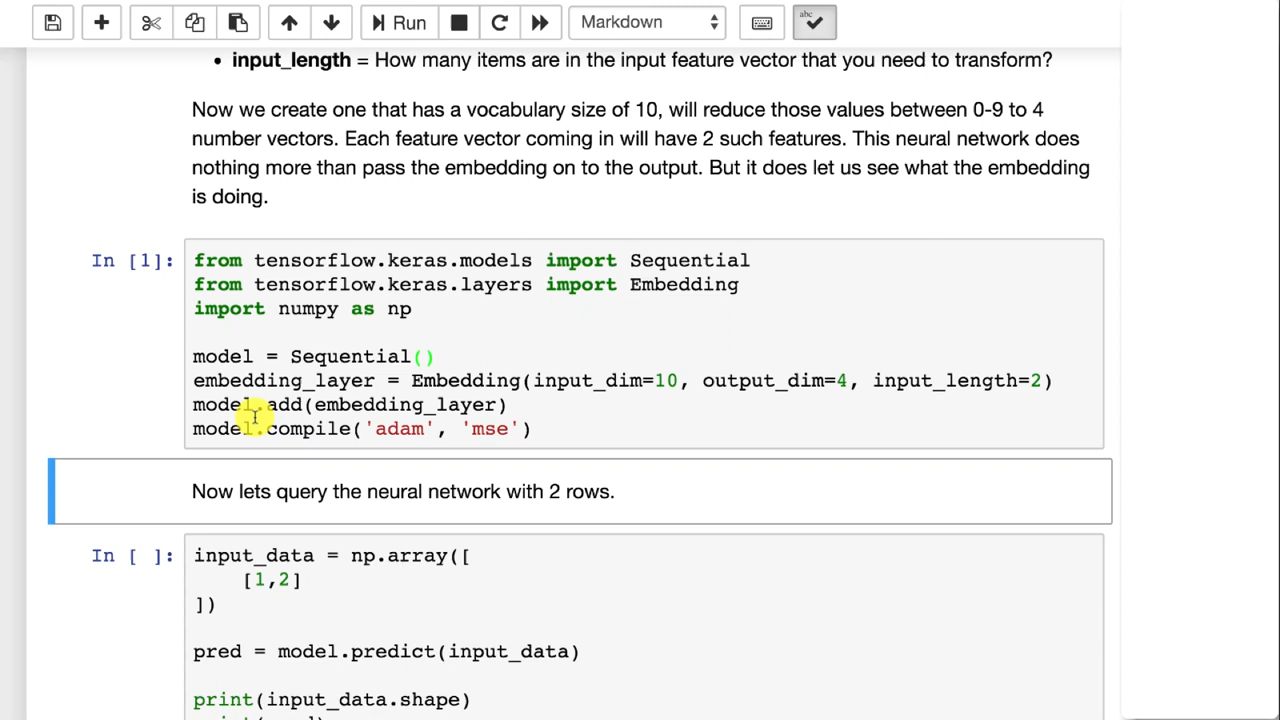 Run
Markdown
abc
• input_length = How many items are in the input feature vector that you need to transform?
Now we create one that has a vocabulary size of 10, will reduce those values between 0-9 to 4
number vectors. Each feature vector coming in will have 2 such features. This neural network does
nothing more than pass the embedding on to the output. But it does let us see what the embedding
is doing.
In [1]:
from tensorflow.keras.models import Sequential
from tensorflow.keras.layers import Embedding
import numpy as np
model = Sequential()
embedding_layer = Embedding(input_dim=10, output_dim=4, input_length=2)
model.add(embedding_layer)
model.compile('adam', 'mse')
Now lets query the neural network with 2 rows.
In [ ]:
input_data = np.array([
    [1,2]
])
pred = model.predict(input_data)
print(input_data.shape)